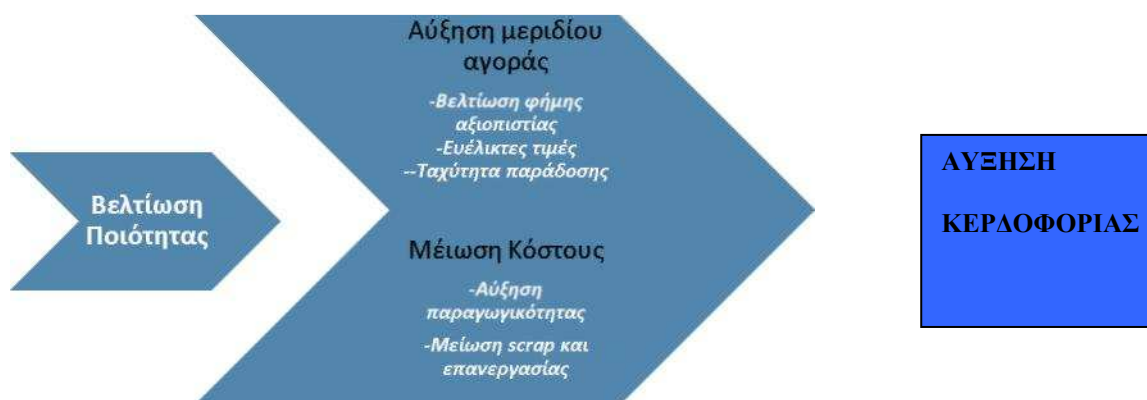 Βελτίωση
Ποιότητας
Αύξηση μεριδίου
αγοράς
-Βελτίωση φήμης
αξιοπιστίας
-Ευέλικτες τιμές
--Ταχύτητα παράδοσης
Μέιωση Κόστους
-Αύξηση
παραγωγικότητας
-Μείωση scrap και
επανεργασίας
ΑΥΞΗΣΗ
ΚΕΡΔΟΦΟΡΙΑΣ